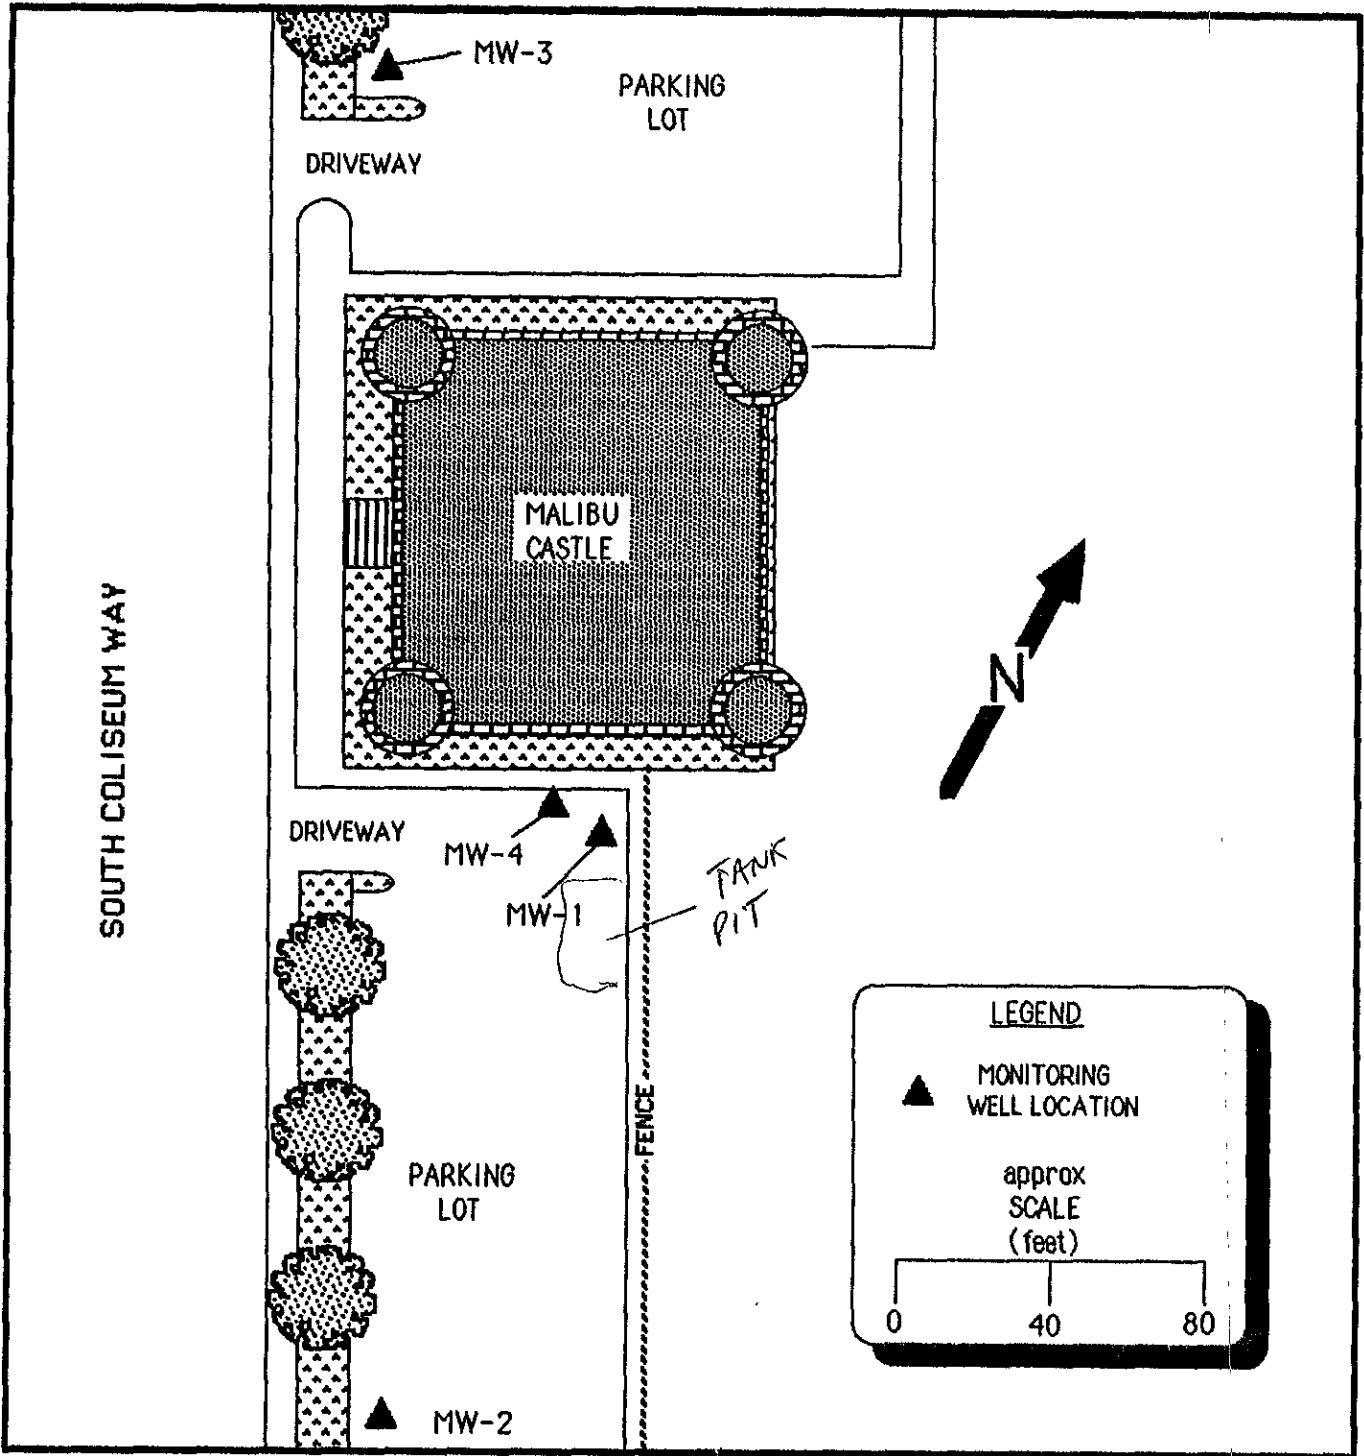 MW-3
PARKING
LOT
DRIVEWAY
MALIBU
CASTLE
SOUTH COLISEUM WAY
N
DRIVEWAY
MW-4
MW-1
TANK
PIT
FENCE
PARKING
LOT
MW-2
LEGEND
MONITORING
WELL LOCATION
approx
SCALE
(feet)
0 40 80